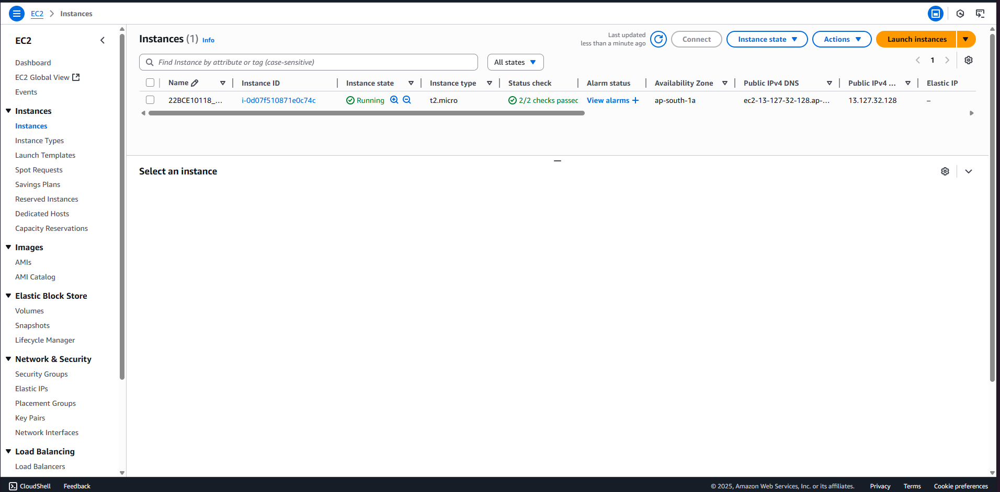 EC2 > Instances
EC2
Dashboard
EC2 Global View
Events
Instances
Instances
Instance Types
Launch Templates
Spot Requests
Savings Plans
Reserved Instances
Dedicated Hosts
Capacity Reservations
Images
AMIs
AMI Catalog
Elastic Block Store
Volumes
Snapshots
Lifecycle Manager
Network & Security
Security Groups
Elastic IPs
Placement Groups
Key Pairs
Network Interfaces
Load Balancing
Load Balancers
Instances (1) Info
Last updated
less than a minute ago
Connect
Instance state
Actions
Launch instances
Find Instance by attribute or tag (case-sensitive)
All states
1
Name Instance ID Instance state Instance type Status check Alarm status Availability Zone Public IPv4 DNS Public IPv4 ... Elastic IP
22BCE10118_... i-0d07f510871e0c74c Running t2.micro 2/2 checks passec View alarms + ap-south-1a ec2-13-127-32-128.ap-... 13.127.32.128 –
Select an instance
CloudShell Feedback © 2025, Amazon Web Services, Inc. or its affiliates. Privacy Terms Cookie preferences